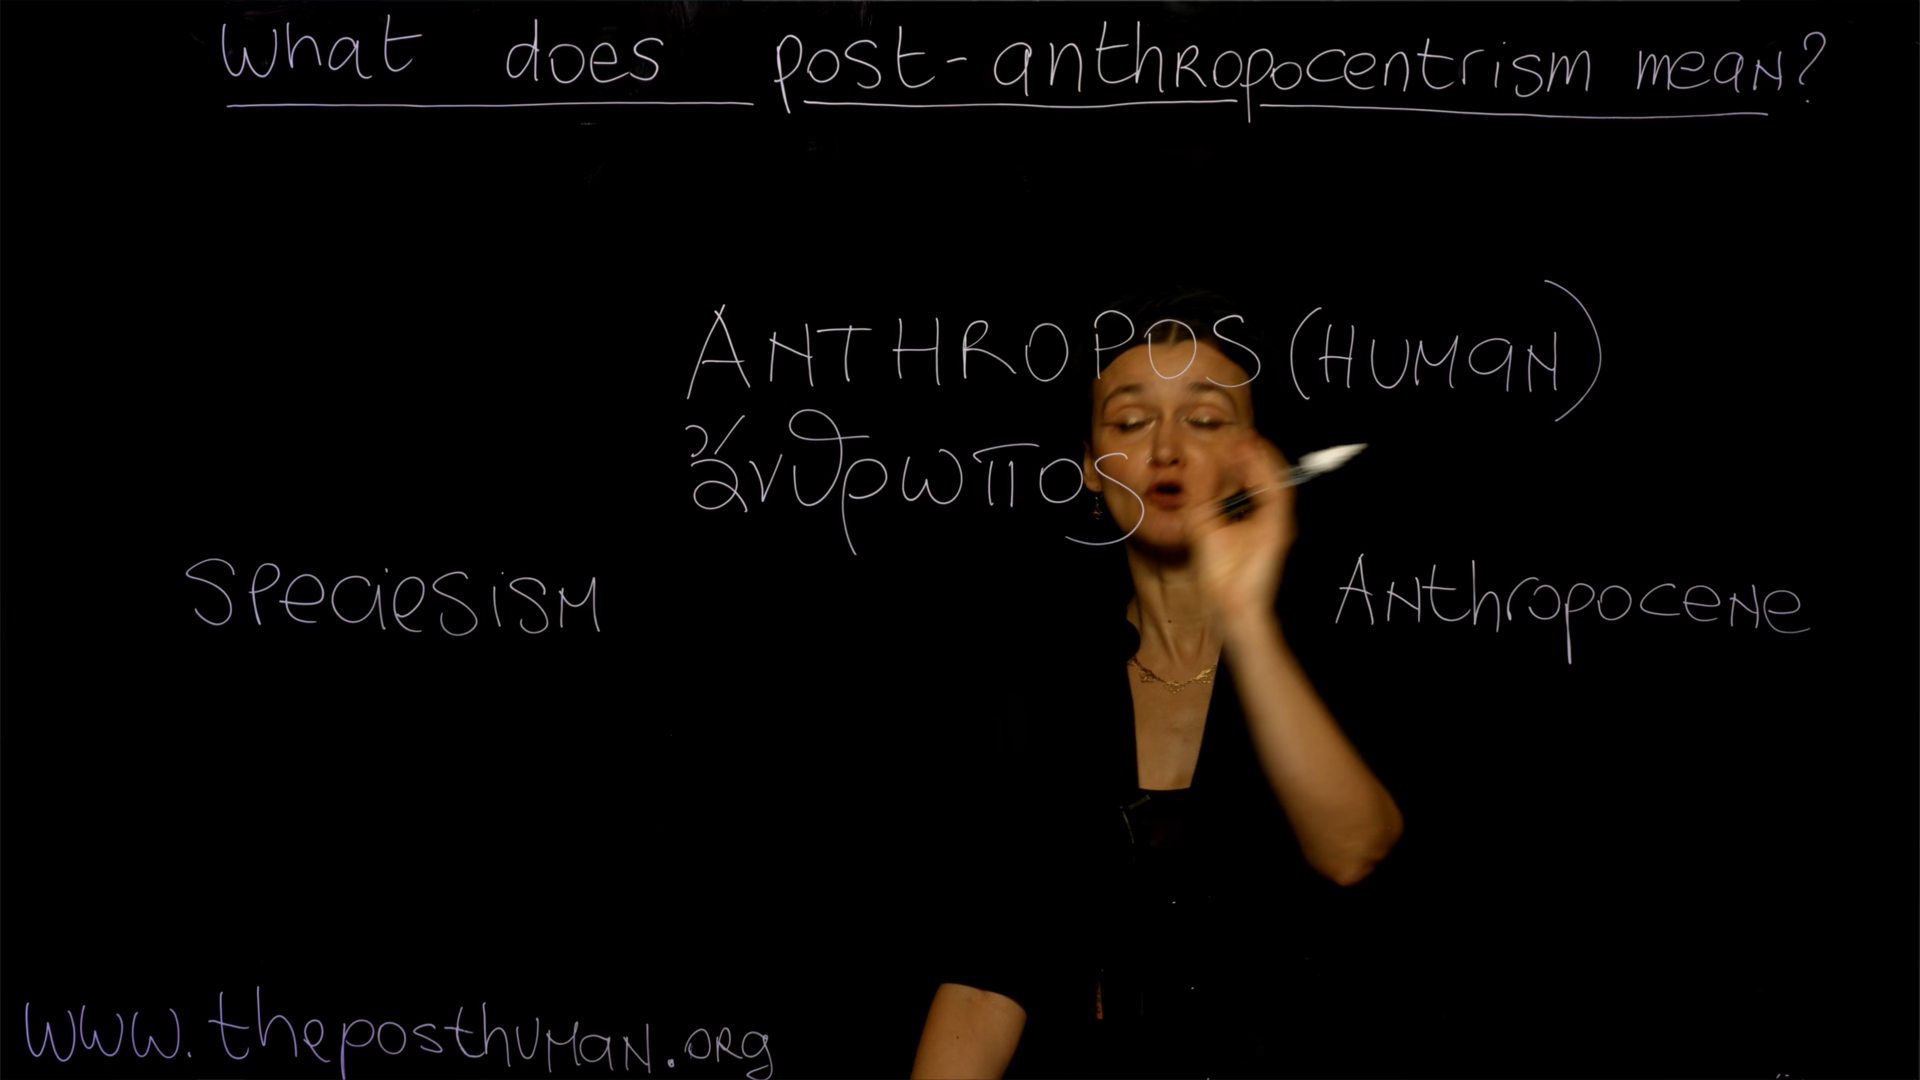 What does post-anthropocentrism mean?
ANTHROPOS (HUMAN)
ἄνθρωπος
Speciesism
Anthropocene
www.theposthuman.org